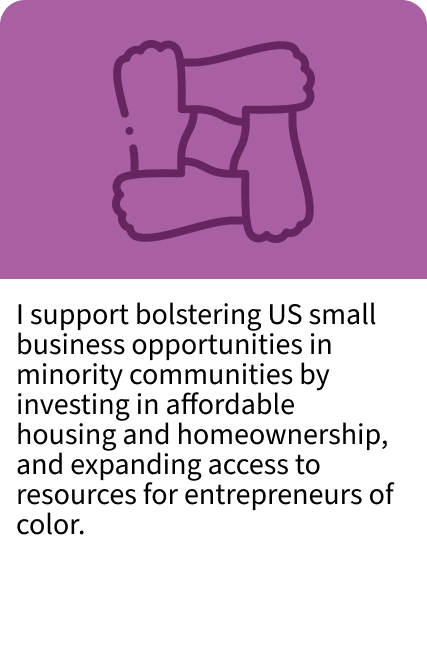 I support bolstering US small
business opportunities in
minority communities by
investing in affordable
housing and homeownership,
and expanding access to
resources for entrepreneurs of
color.